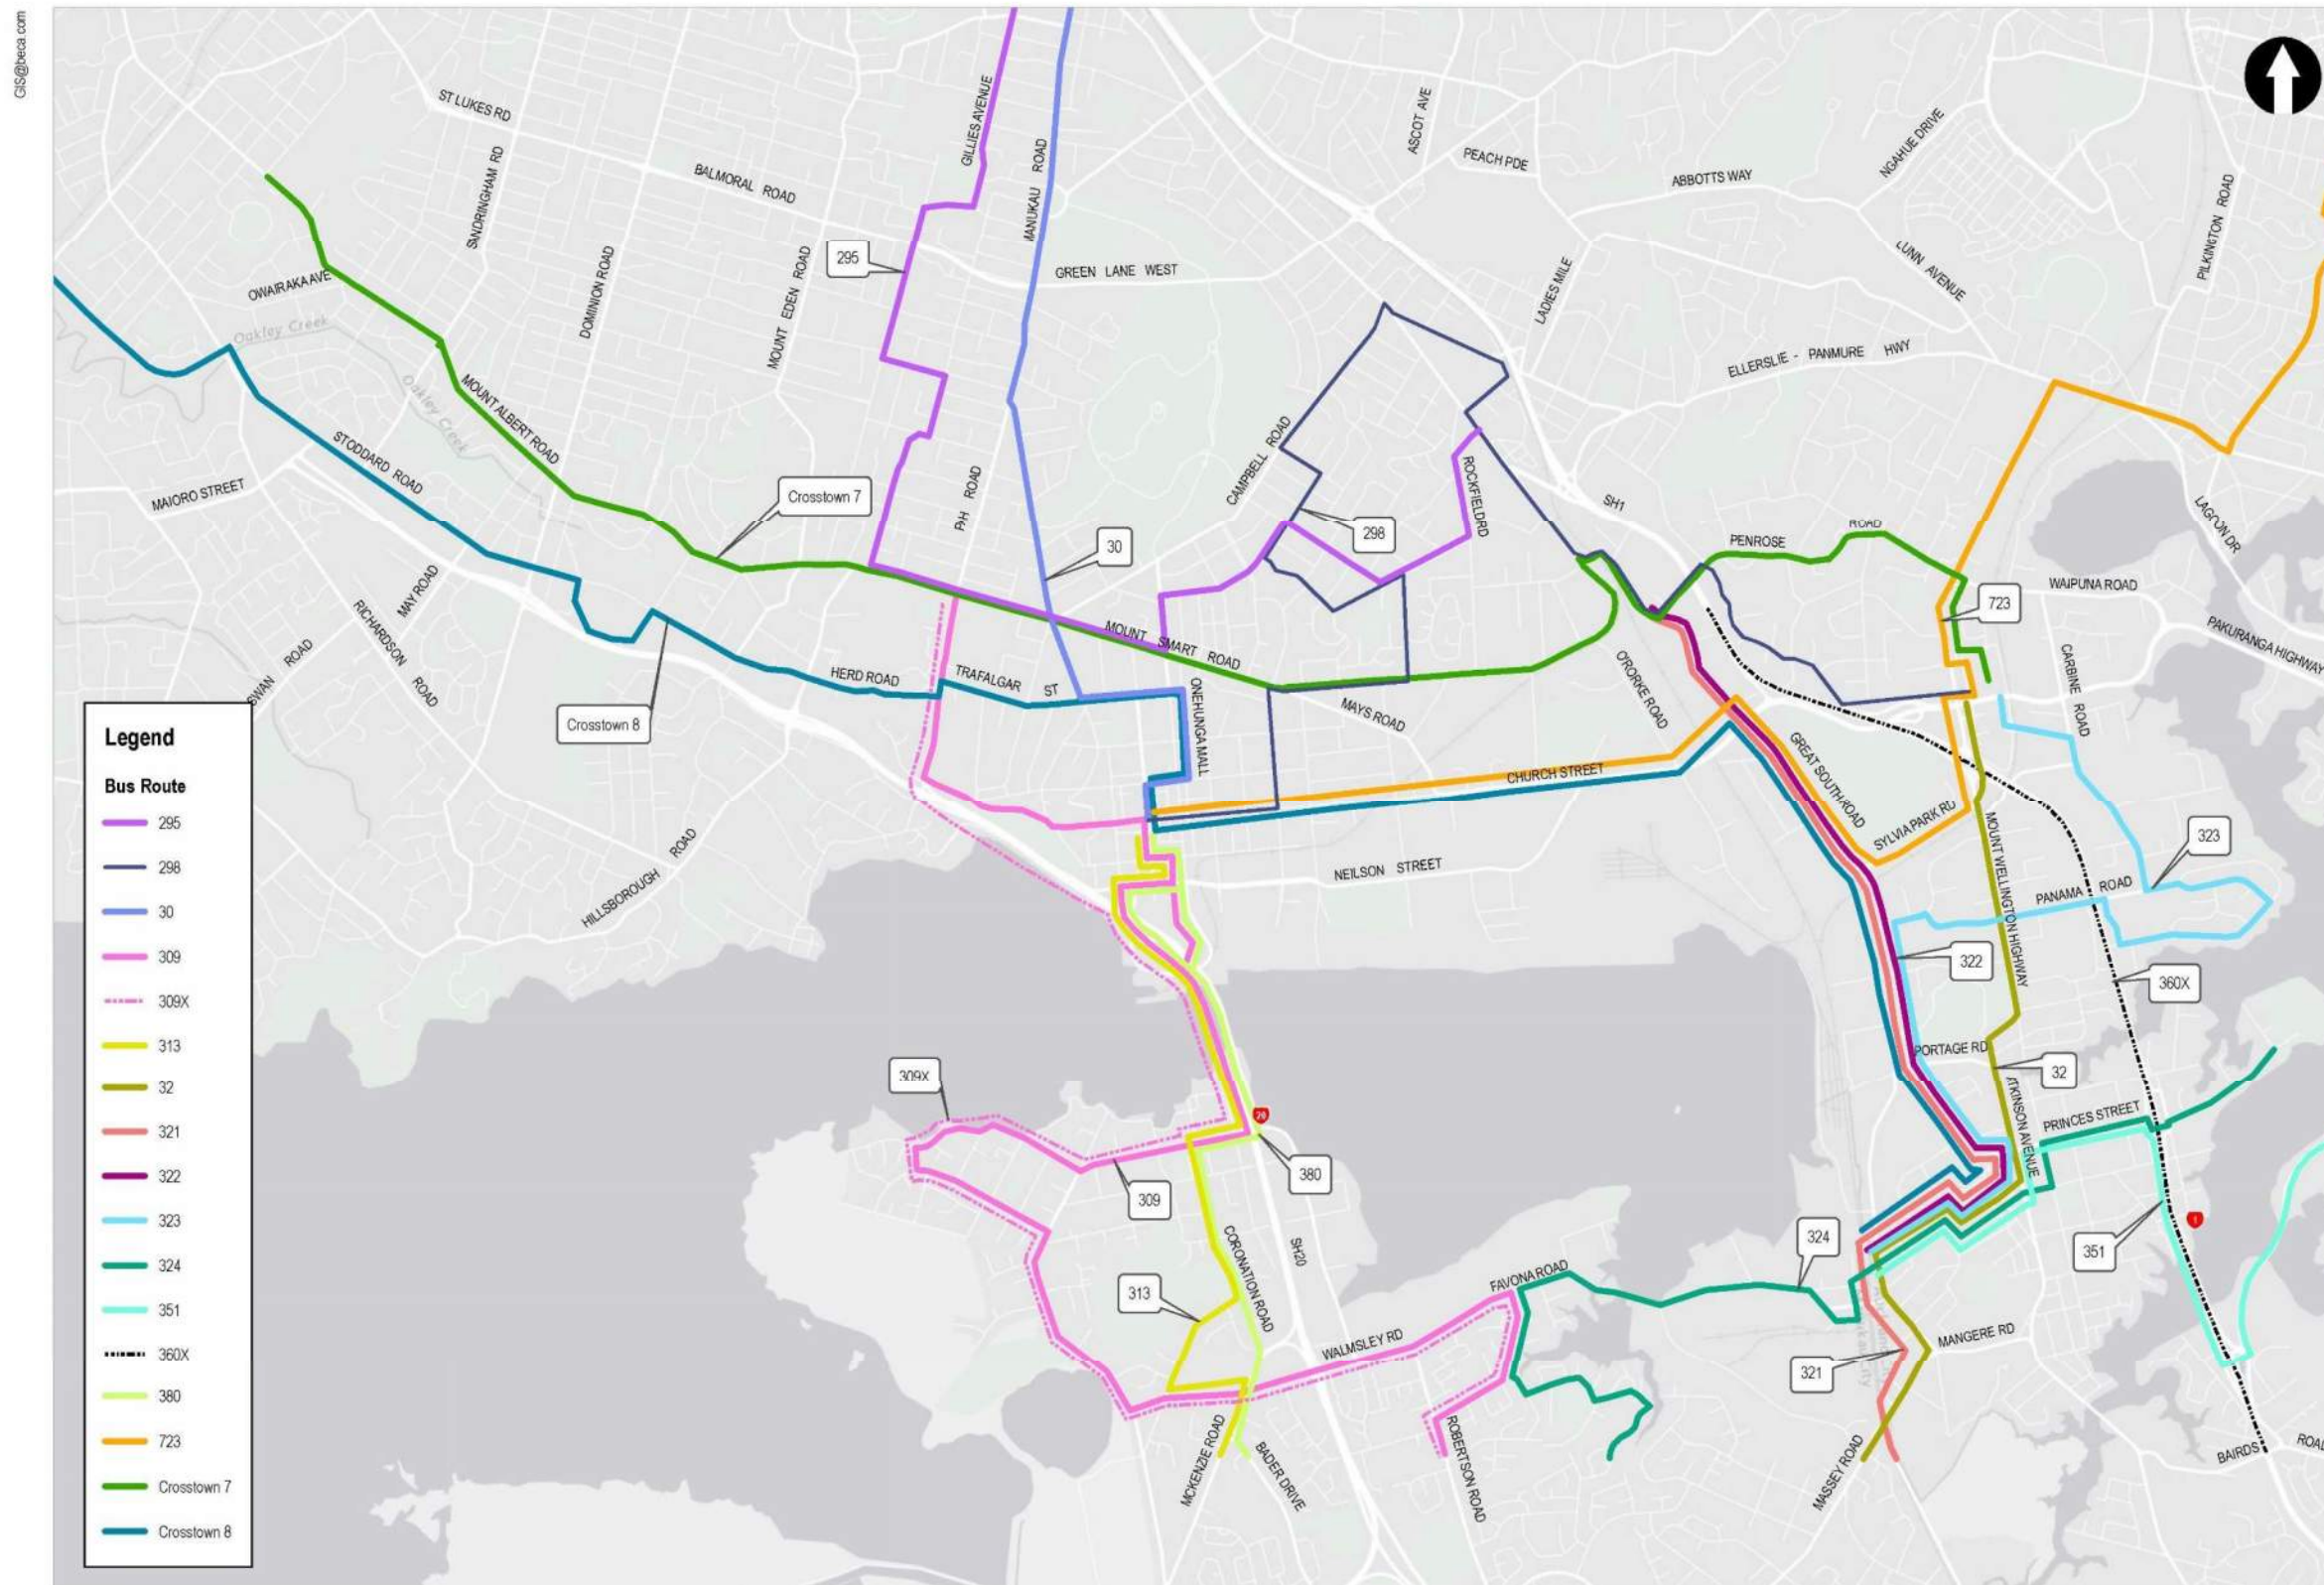 GIS@beca.com
ST LUKES RD
SANDRINGHAM RD
BALMORAL ROAD
GILLIES AVENUE
MANUKAU ROAD
ASCOT AVE
PEACH PDE
ABBOTTS WAY
NGAHUE DRIVE
PILKINGTON ROAD
LUNN AVENUE
OWAIRAKA AVE
Oakley Creek
DOMINION ROAD
MOUNT EDEN ROAD
295
GREEN LANE WEST
LADIES MILE
ELLERSLIE - PANMURE HWY
Oakley Creek
MOUNT ALBERT ROAD
STODDARD ROAD
MAIORO STREET
Crosstown 7
ROAD
CAMPBELL ROAD
ROCKFIELD RD
298
30
SH1
PENROSE ROAD
LAGOON DR
WAIPUNA ROAD
723
PAKURANGA HIGHWAY
MAY ROAD
RICHARDSON ROAD
SWAN ROAD
Crosstown 8
HERD ROAD
TRAFALGAR ST
MOUNT SMART ROAD
ONEHUNGA MALL
MAYS ROAD
O'RORKE ROAD
CARBINE ROAD
GREAT SOUTH ROAD
CHURCH STREET
SYLVIA PARK RD
MOUNT WELLINGTON HIGHWAY
323
NEILSON STREET
PANAMA ROAD
HILLSBOROUGH ROAD
322
360X
PORTAGE RD
32
309X
20
380
309
ATKINSON AVENUE
PRINCES STREET
351
1
CORONATION ROAD
SH20
313
324
FAVONA ROAD
WALMSLEY RD
MANGERE RD
321
MCKENZIE ROAD
BADER DRIVE
ROBERTSON ROAD
MASSEY ROAD
BAIRDS
Legend
Bus Route
295
298
30
309
309X
313
32
321
322
323
324
351
360X
380
723
Crosstown 7
Crosstown 8